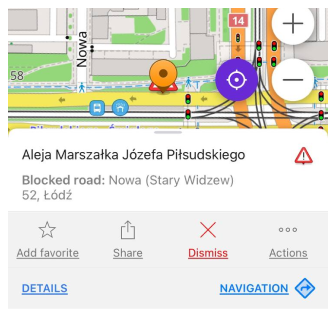 14
Nowa
58
Aleja Marszałka Józefa Piłsudskiego
Blocked road: Nowa (Stary Widzew)
52, Łódź
Add favorite
Share
Dismiss
Actions
DETAILS
NAVIGATION